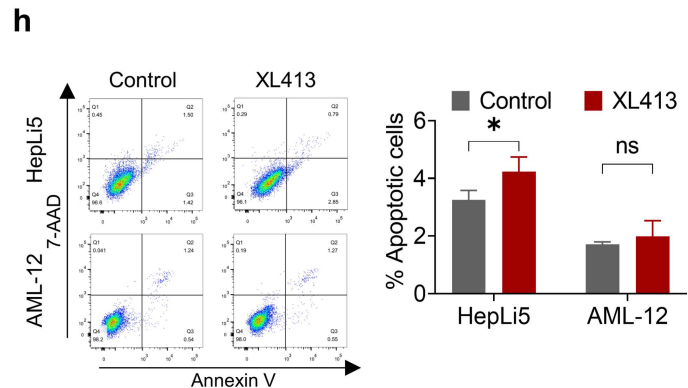 h
Control XL413
HepLi5
AML-12
7-AAD
Q1
0.45
Q2
1.50
Q4
96.6
Q3
1.42
Q1
0.29
Q2
0.79
Q4
96.1
Q3
2.85
Q1
0.041
Q2
1.24
Q4
98.2
Q3
0.54
Q1
0.19
Q2
1.27
Q4
98.0
Q3
0.55
Annexin V
Control XL413
% Apoptotic cells
6
4
2
0
*
ns
HepLi5 AML-12